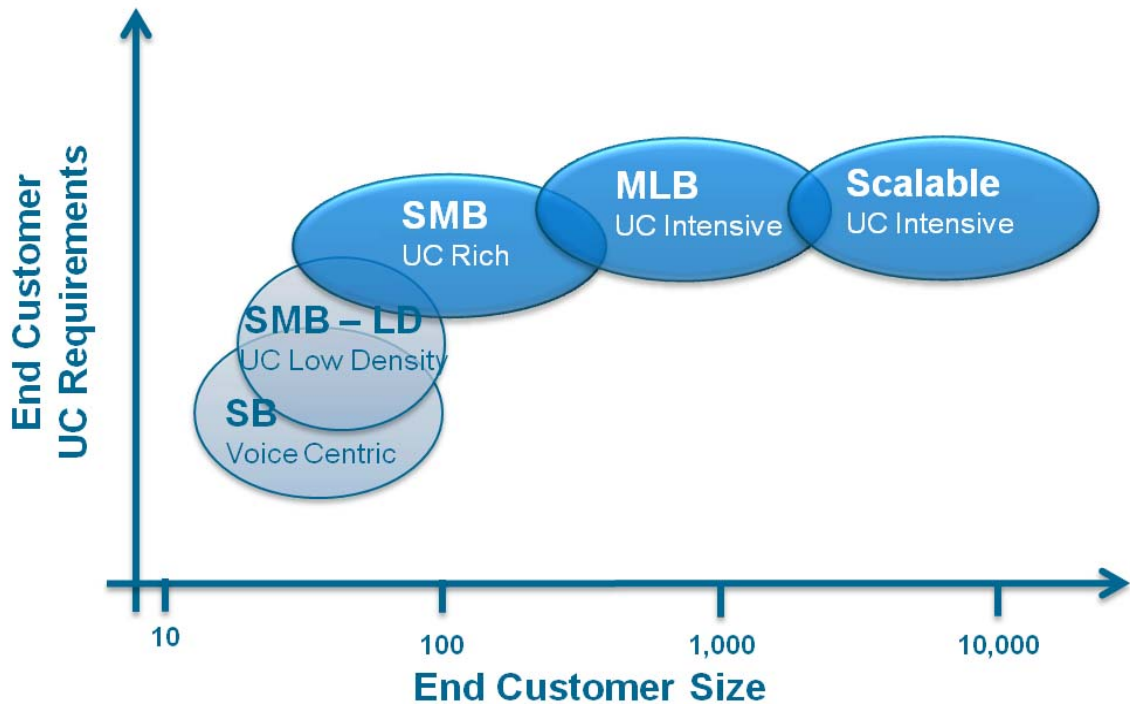 End Customer
UC Requirements
SMB
UC Rich
MLB
UC Intensive
Scalable
UC Intensive
SMB – LD
UC Low Density
SB
Voice Centric
10
100
1,000
10,000
End Customer Size